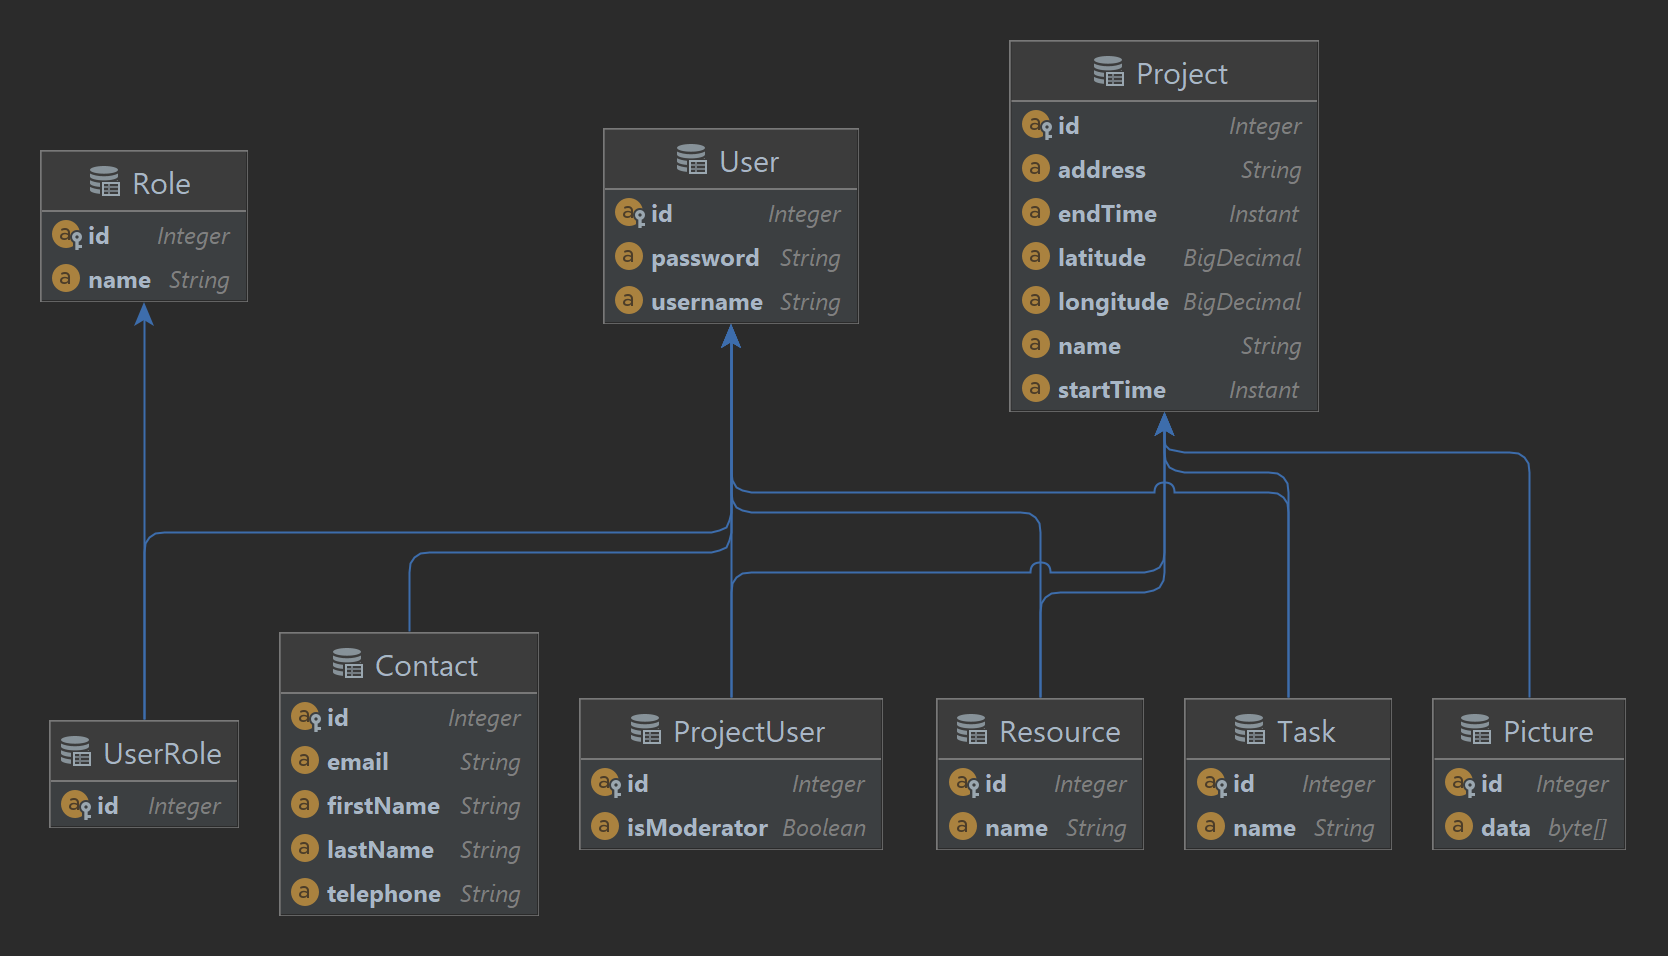 Role
id Integer
name String
User
id Integer
password String
username String
Project
id Integer
address String
endTime Instant
latitude BigDecimal
longitude BigDecimal
name String
startTime Instant
UserRole
id Integer
Contact
id Integer
email String
firstName String
lastName String
telephone String
ProjectUser
id Integer
isModerator Boolean
Resource
id Integer
name String
Task
id Integer
name String
Picture
id Integer
data byte[]